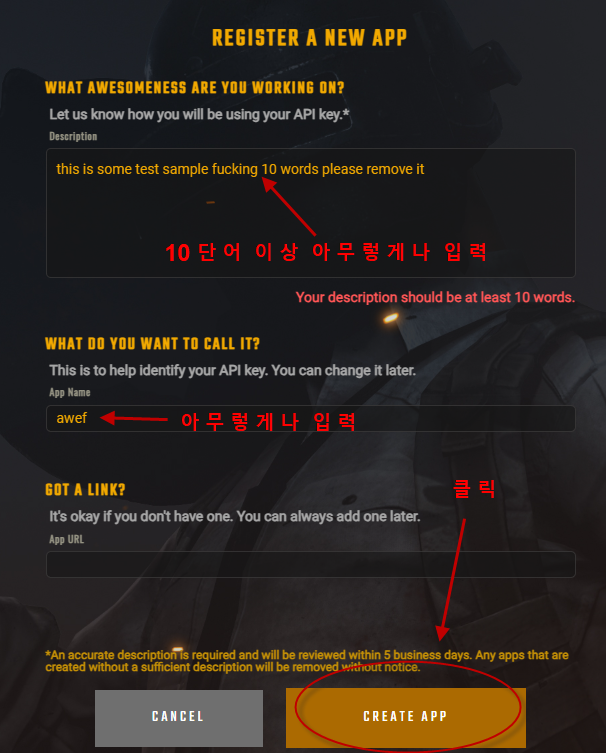 REGISTER A NEW APP
WHAT AWESOMENESS ARE YOU WORKING ON?
Let us know how you will be using your API key.*
Description
this is some test sample fucking 10 words please remove it
10 단어 이상 아무렇게나 입력
Your description should be at least 10 words.
WHAT DO YOU WANT TO CALL IT?
This is to help identify your API key. You can change it later.
App Name
awef
아무렇게나 입력
GOT A LINK?
클릭
It's okay if you don't have one. You can always add one later.
App URL
*An accurate description is required and will be reviewed within 5 business days. Any apps that are
created without a sufficient description will be removed without notice.
CANCEL CREATE APP